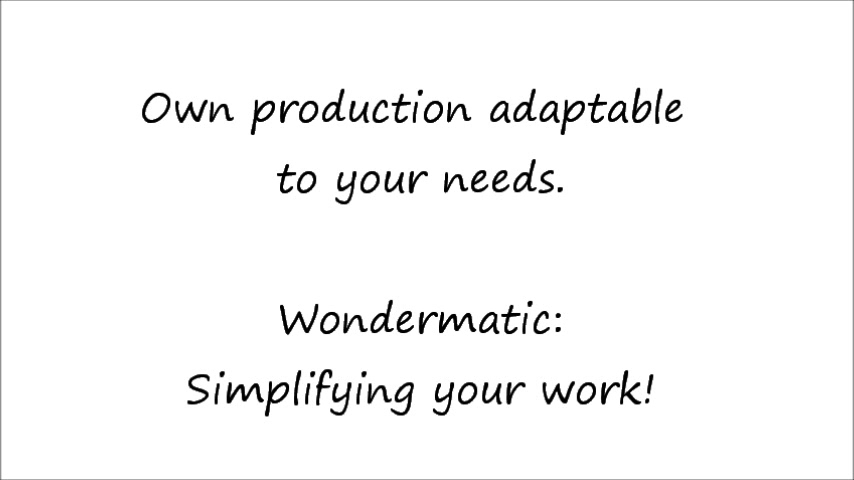 Own production adaptable
to your needs.
Wondermatic:
Simplifying your work!